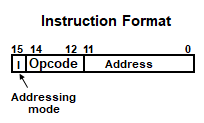 Instruction Format
15 14 12 11 0
I Opcode Address
Addressing
mode